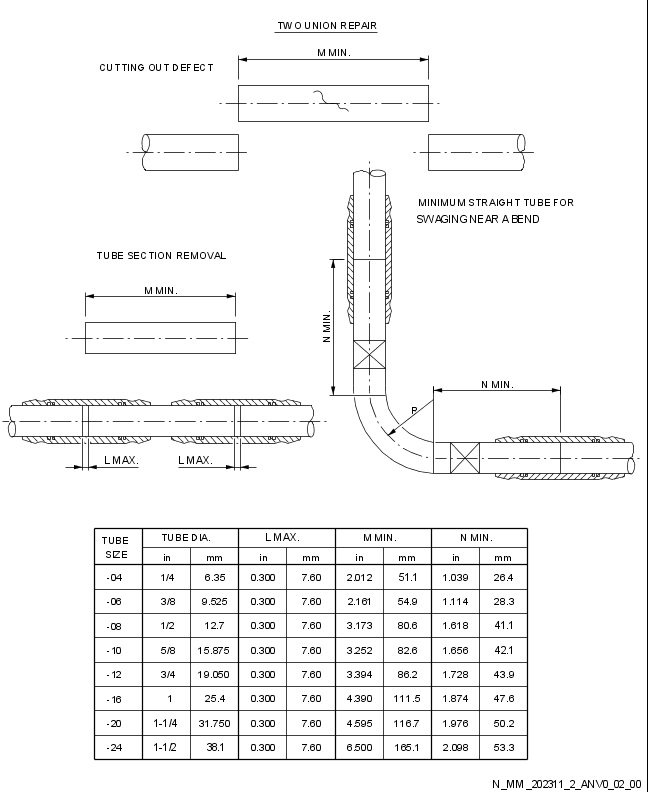 TWO UNION REPAIR
M MIN.
CUTTING OUT DEFECT
MINIMUM STRAIGHT TUBE FOR
SWAGING NEAR A BEND
TUBE SECTION REMOVAL
M MIN.
N MIN.
N MIN.
R
L MAX.
L MAX.
TUBE SIZE TUBE DIA. L MAX. M MIN. N MIN.
in mm in mm in mm in mm
-04 1/4 6.35 0.300 7.60 2.012 51.1 1.039 26.4
-06 3/8 9.525 0.300 7.60 2.161 54.9 1.114 28.3
-08 1/2 12.7 0.300 7.60 3.173 80.6 1.618 41.1
-10 5/8 15.875 0.300 7.60 3.252 82.6 1.656 42.1
-12 3/4 19.050 0.300 7.60 3.394 86.2 1.728 43.9
-16 1 25.4 0.300 7.60 4.390 111.5 1.874 47.6
-20 1-1/4 31.750 0.300 7.60 4.595 116.7 1.976 50.2
-24 1-1/2 38.1 0.300 7.60 6.500 165.1 2.098 53.3
N_MM_202311_2_ANV0_02_00